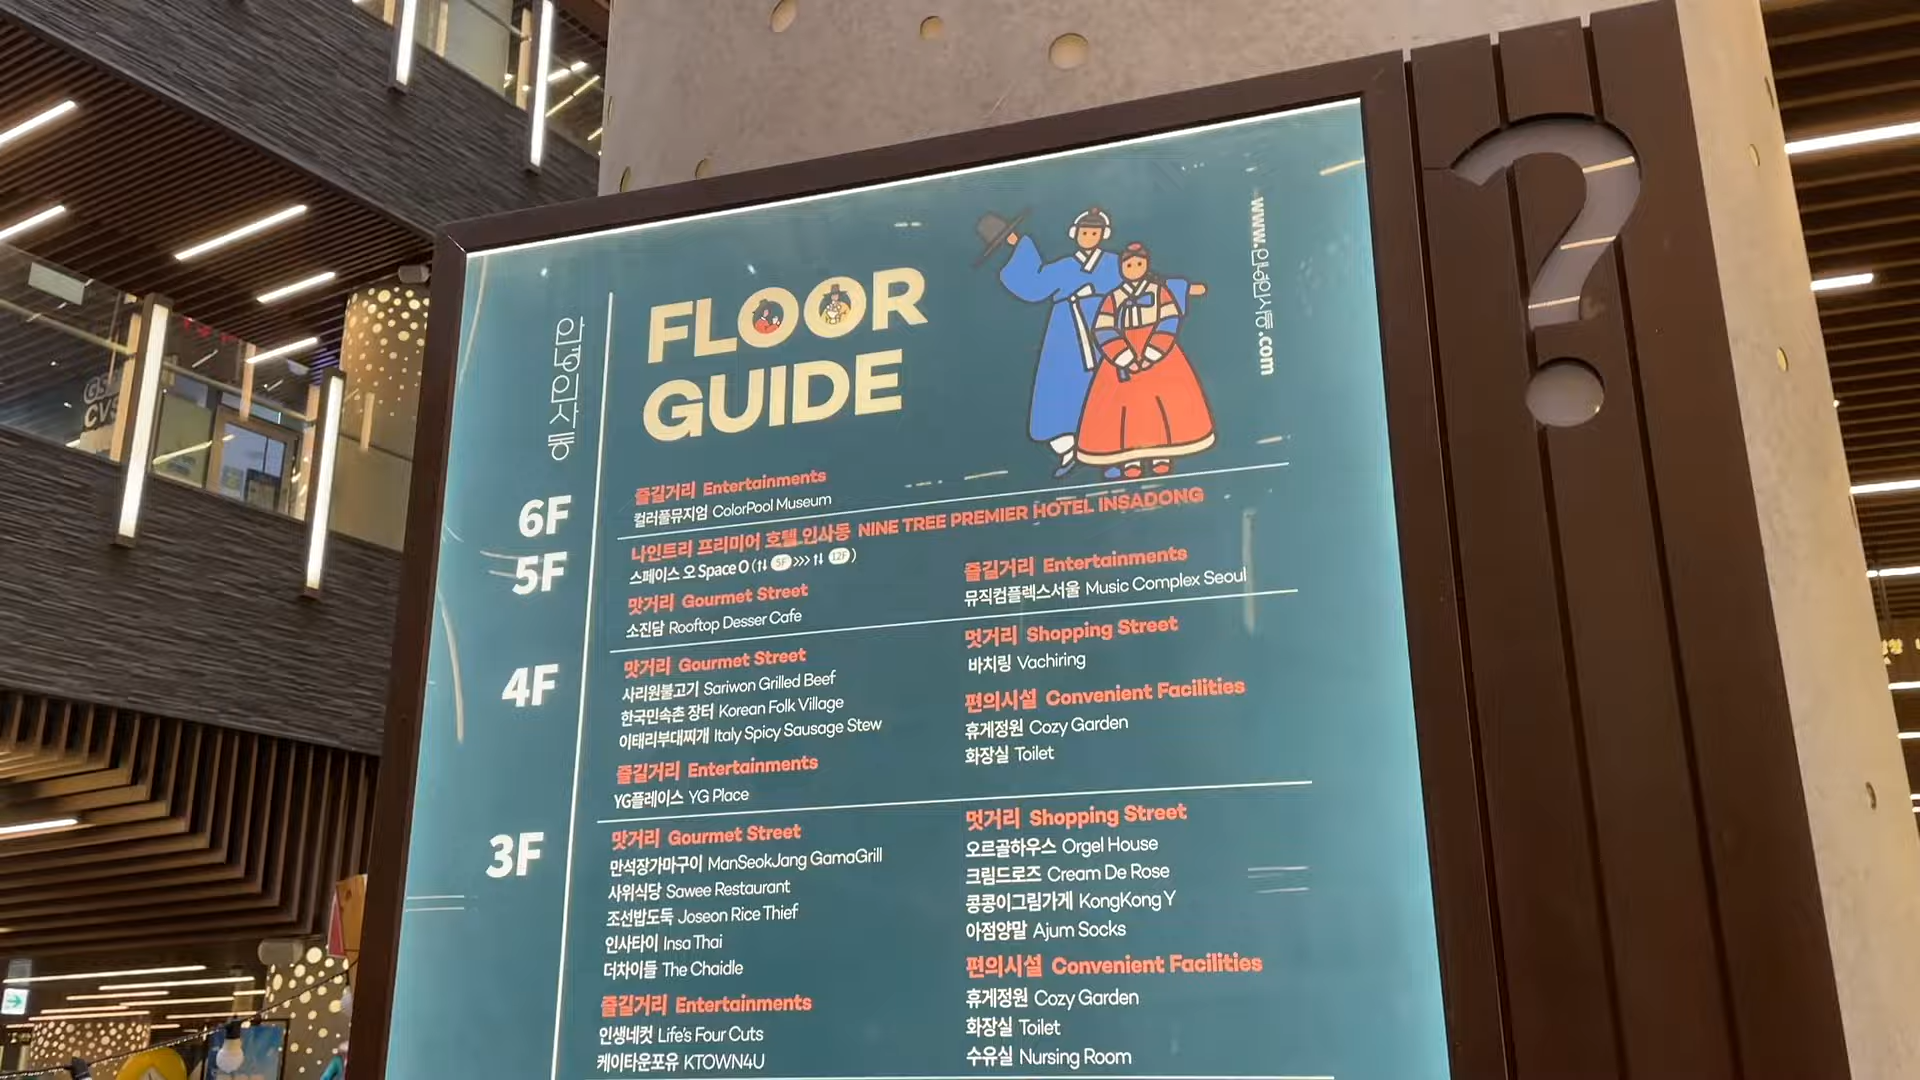 FLOOR
GUIDE
안녕인사동
www.안녕인사동.com
6F
즐길거리 Entertainments
컬러풀뮤지엄 ColorPool Museum
5F
나인트리 프리미어 호텔 인사동 NINE TREE PREMIER HOTEL INSADONG
스페이스 오 Space O (↑↓ 5F >>> ↑↓ 12F)
맛거리 Gourmet Street
소진담 Rooftop Desser Cafe
즐길거리 Entertainments
뮤직컴플렉스서울 Music Complex Seoul
4F
맛거리 Gourmet Street
사리원불고기 Sariwon Grilled Beef
한국민속촌 장터 Korean Folk Village
이태리부대찌개 Italy Spicy Sausage Stew
즐길거리 Entertainments
YG플레이스 YG Place
멋거리 Shopping Street
바치링 Vachiring
편의시설 Convenient Facilities
휴게정원 Cozy Garden
화장실 Toilet
3F
맛거리 Gourmet Street
만석장가마구이 ManSeokJang GamaGrill
사위식당 Sawee Restaurant
조선밥도둑 Joseon Rice Thief
인사타이 Insa Thai
더차이들 The Chaidle
즐길거리 Entertainments
인생네컷 Life's Four Cuts
케이타운포유 KTOWN4U
멋거리 Shopping Street
오르골하우스 Orgel House
크림드로즈 Cream De Rose
콩콩이그림가게 KongKong Y
아점양말 Ajum Socks
편의시설 Convenient Facilities
휴게정원 Cozy Garden
화장실 Toilet
수유실 Nursing Room
?